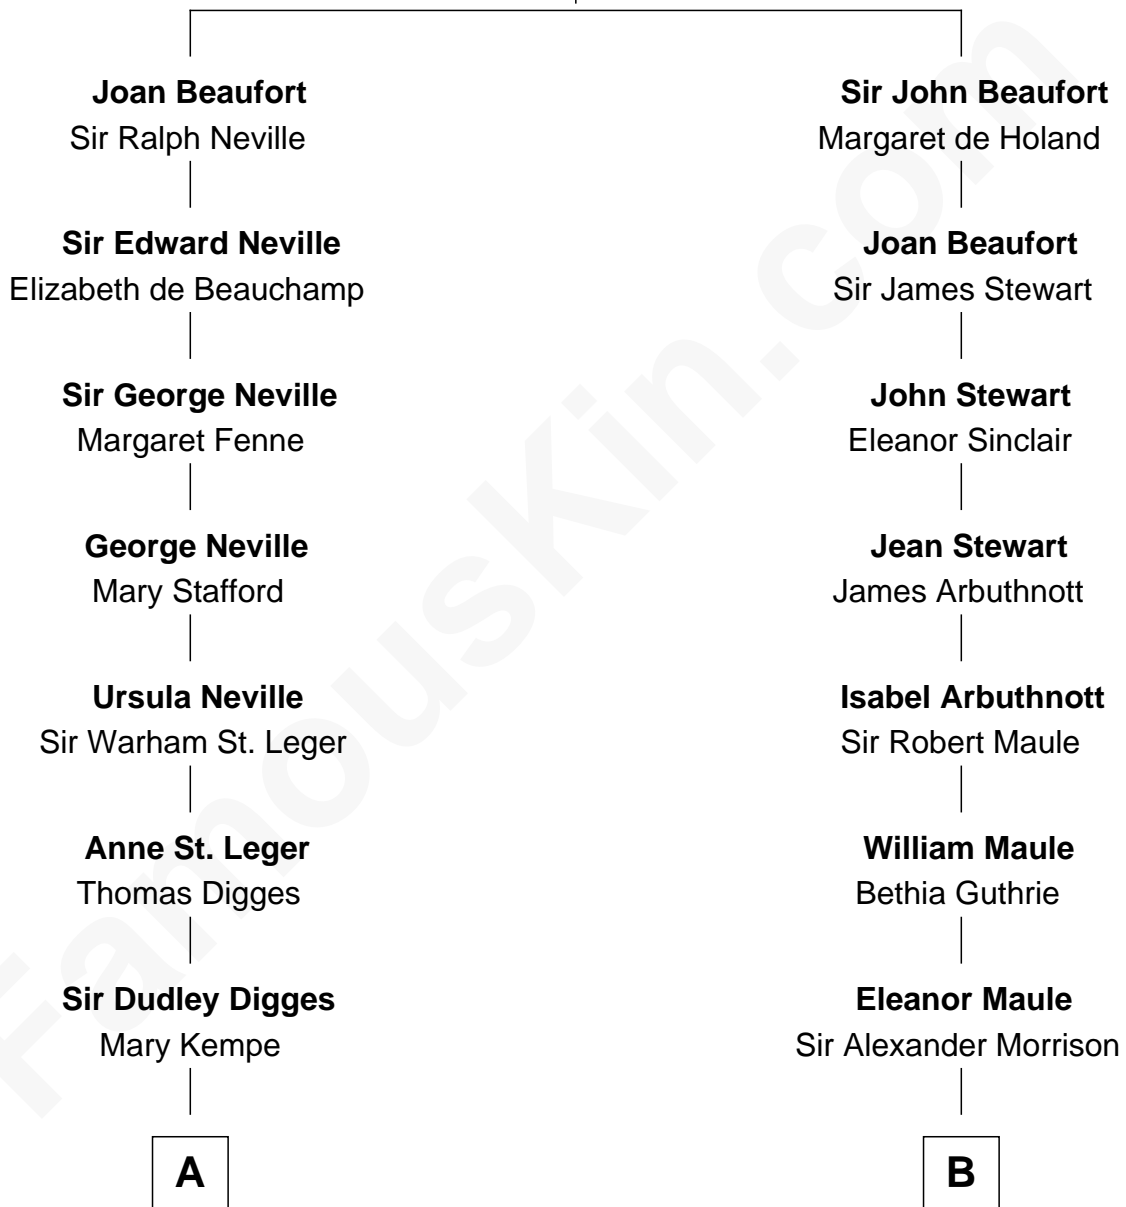 Joan Beaufort
Sir Ralph Neville
Sir John Beaufort
Margaret de Holand
Sir Edward Neville
Elizabeth de Beauchamp
Joan Beaufort
Sir James Stewart
Sir George Neville
Margaret Fenne
John Stewart
Eleanor Sinclair
George Neville
Mary Stafford
Jean Stewart
James Arbuthnott
Ursula Neville
Sir Warham St. Leger
Isabel Arbuthnott
Sir Robert Maule
Anne St. Leger
Thomas Digges
William Maule
Bethia Guthrie
Sir Dudley Digges
Mary Kempe
Eleanor Maule
Sir Alexander Morrison
A
B
FamousKin.com